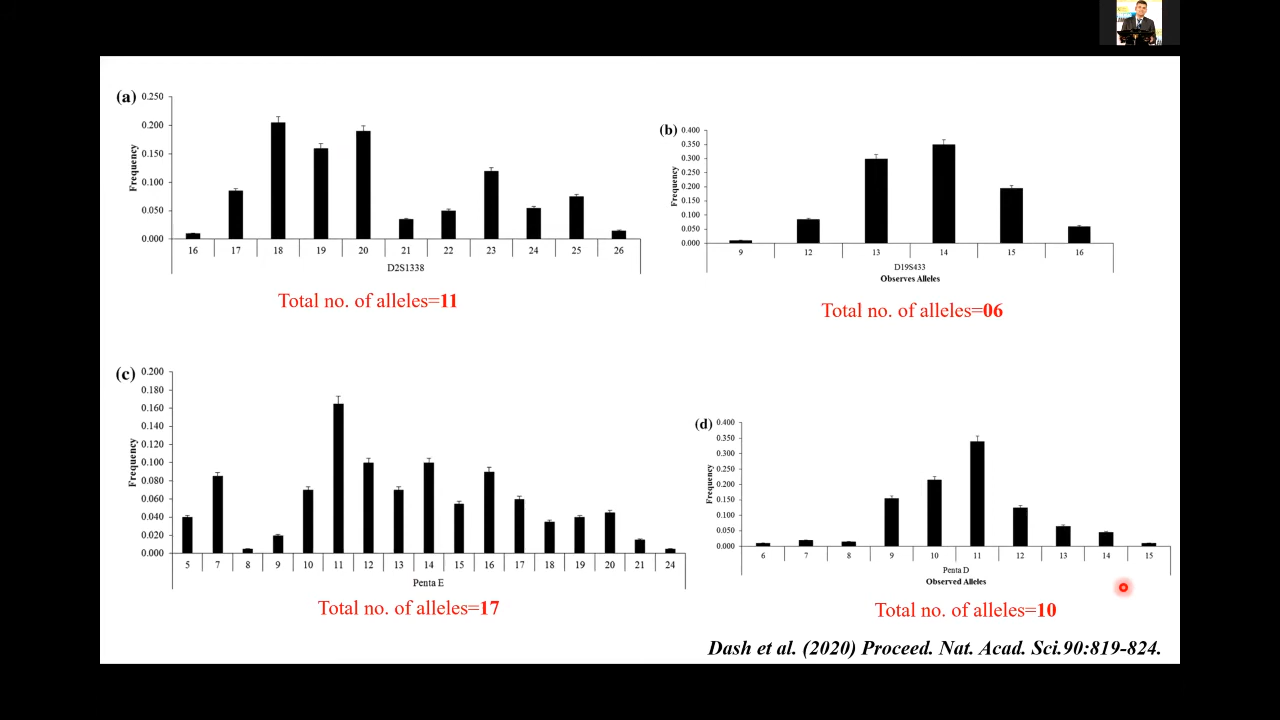 (a)
0.250
0.200
0.150
0.100
0.050
0.000
Frequency
16 17 18 19 20 21 22 23 24 25 26
D2S1338
Total no. of alleles=11
(b)
0.400
0.350
0.300
0.250
0.200
0.150
0.100
0.050
0.000
Frequency
9 12 13 14 15 16
D19S433
Observes Alleles
Total no. of alleles=06
(c)
0.200
0.180
0.160
0.140
0.120
0.100
0.080
0.060
0.040
0.020
0.000
Frequency
5 7 8 9 10 11 12 13 14 15 16 17 18 19 20 21 24
Penta E
Total no. of alleles=17
(d)
0.400
0.350
0.300
0.250
0.200
0.150
0.100
0.050
0.000
Frequency
6 7 8 9 10 11 12 13 14 15
Penta D
Observed Alleles
Total no. of alleles=10
Dash et al. (2020) Proceed. Nat. Acad. Sci.90:819-824.